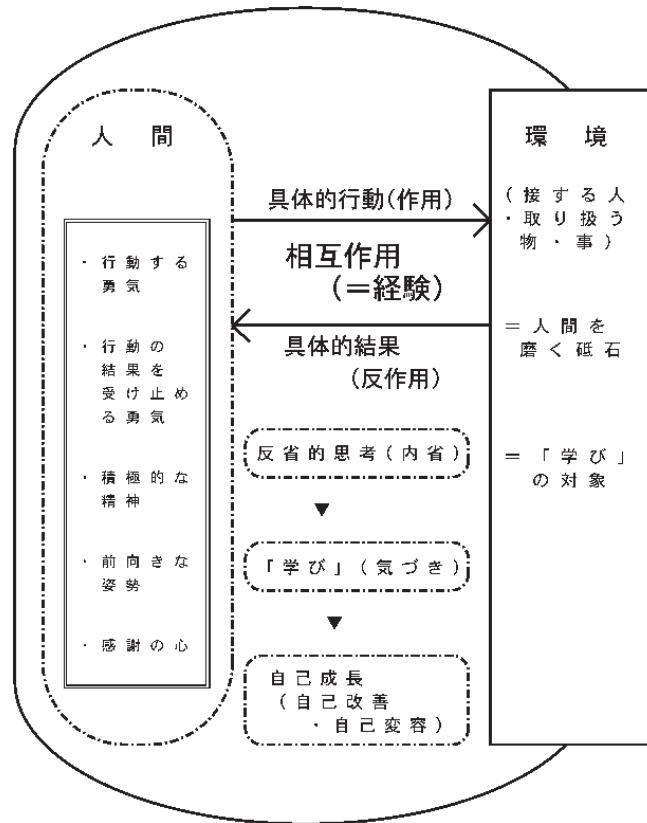 人 間
・行動する
勇気
・行動の
結果を
受け止め
る勇気
・積極的な
精神
・前向きな
姿勢
・感謝の心
具体的行動(作用)
相互作用
(＝経験)
具体的結果
(反作用)
反省的思考(内省)
▼
「学び」(気づき)
▼
自己成長
(自己改善
・自己変容)
環 境
(接する人
・取り扱う
物・事)
＝人間を
磨く砥石
＝「学び」
の対象